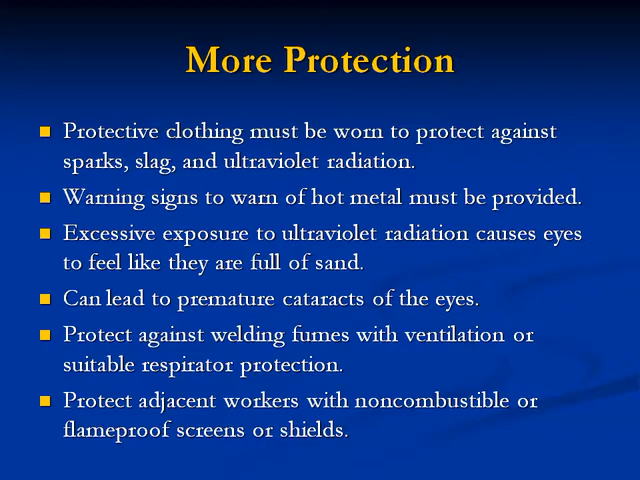 More Protection
Protective clothing must be worn to protect against
sparks, slag, and ultraviolet radiation.
Warning signs to warn of hot metal must be provided.
Excessive exposure to ultraviolet radiation causes eyes
to feel like they are full of sand.
Can lead to premature cataracts of the eyes.
Protect against welding fumes with ventilation or
suitable respirator protection.
Protect adjacent workers with noncombustible or
flameproof screens or shields.